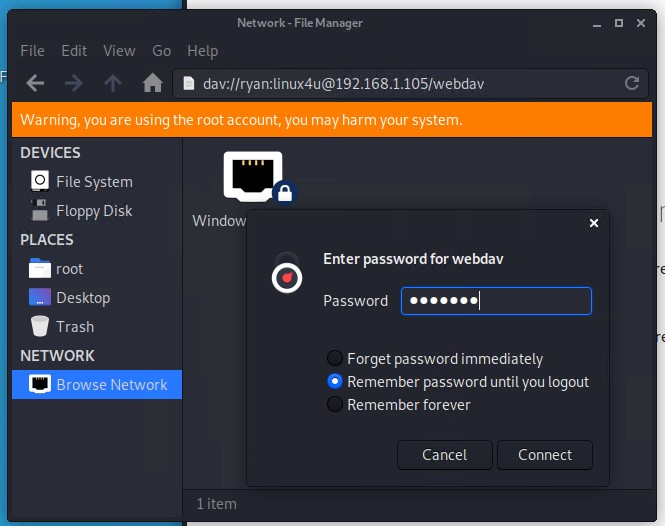 Network - File Manager
File Edit View Go Help
dav://ryan:linux4u@192.168.1.105/webdav
Warning, you are using the root account, you may harm your system.
DEVICES
File System
Floppy Disk
PLACES
root
Desktop
Trash
NETWORK
Browse Network
Window
Enter password for webdav
Password •••••••
Forget password immediately
Remember password until you logout
Remember forever
Cancel Connect
1 item